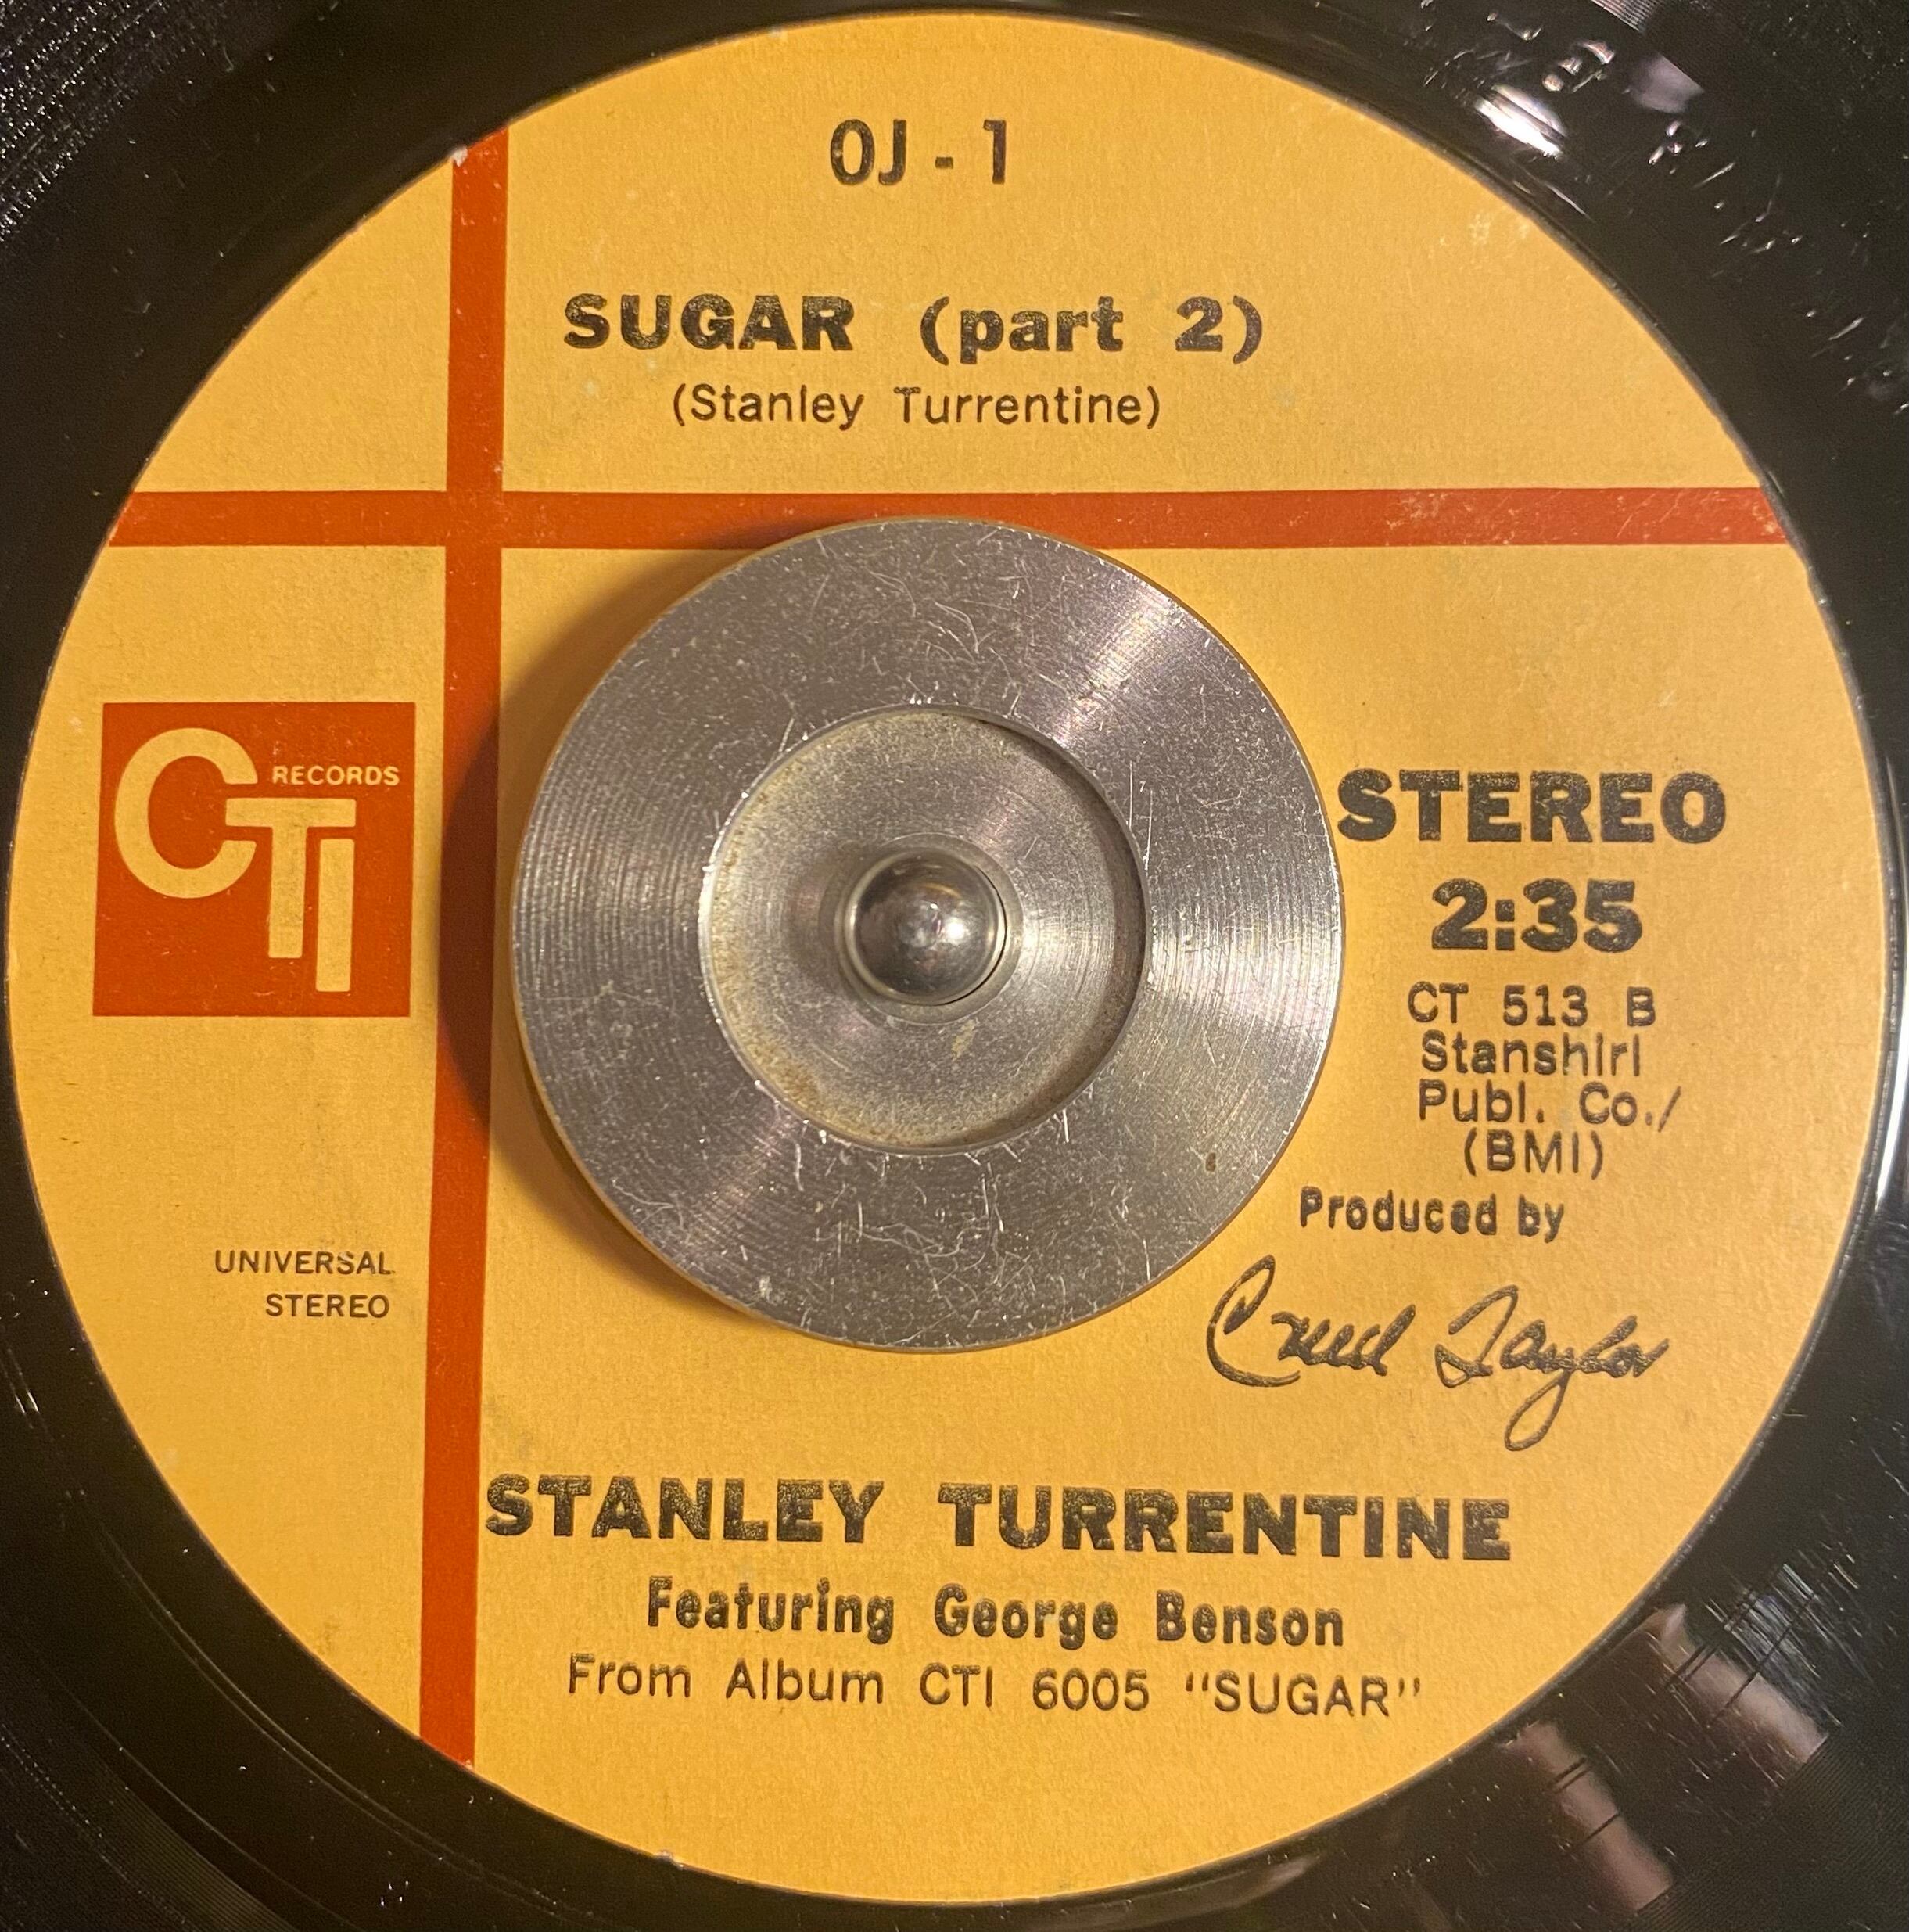 OJ - 1
SUGAR (part 2)
(Stanley Turrentine)
CTI RECORDS
STEREO
2:35
CT 513 B
Stanshirl
Publ. Co./
(BMI)
Produced by
Creed Taylor
UNIVERSAL
STEREO
STANLEY TURRENTINE
Featuring George Benson
From Album CTI 6005 "SUGAR"